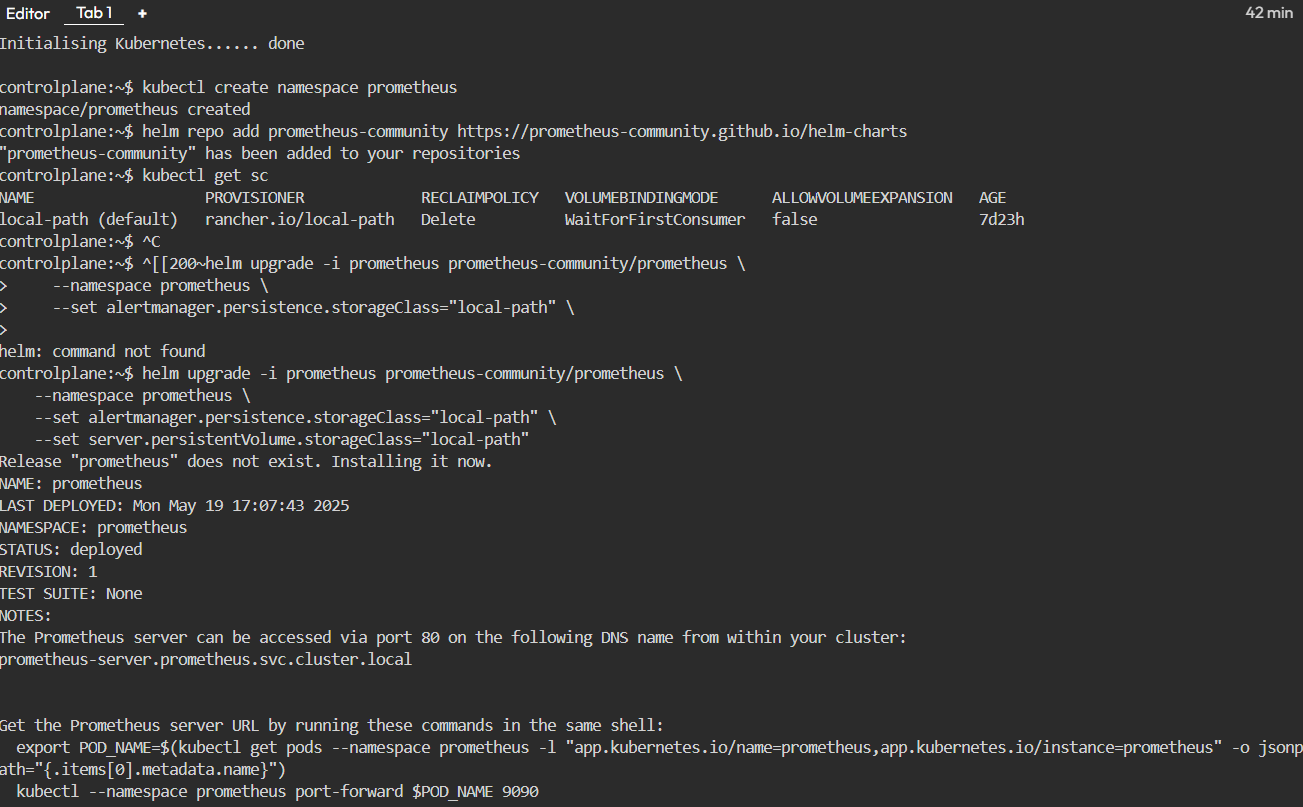 Editor Tab 1 + 42 min
Initialising Kubernetes...... done
controlplane:~$ kubectl create namespace prometheus
namespace/prometheus created
controlplane:~$ helm repo add prometheus-community https://prometheus-community.github.io/helm-charts
"prometheus-community" has been added to your repositories
controlplane:~$ kubectl get sc
NAME PROVISIONER RECLAIMPOLICY VOLUMEBINDINGMODE ALLOWVOLUMEEXPANSION AGE
local-path (default) rancher.io/local-path Delete WaitForFirstConsumer false 7d23h
controlplane:~$ ^C
controlplane:~$ ^[[200~helm upgrade -i prometheus prometheus-community/prometheus \
> --namespace prometheus \
> --set alertmanager.persistence.storageClass="local-path" \
>
helm: command not found
controlplane:~$ helm upgrade -i prometheus prometheus-community/prometheus \
--namespace prometheus \
--set alertmanager.persistence.storageClass="local-path" \
--set server.persistentVolume.storageClass="local-path"
Release "prometheus" does not exist. Installing it now.
NAME: prometheus
LAST DEPLOYED: Mon May 19 17:07:43 2025
NAMESPACE: prometheus
STATUS: deployed
REVISION: 1
TEST SUITE: None
NOTES:
The Prometheus server can be accessed via port 80 on the following DNS name from within your cluster:
prometheus-server.prometheus.svc.cluster.local
Get the Prometheus server URL by running these commands in the same shell:
export POD_NAME=$(kubectl get pods --namespace prometheus -l "app.kubernetes.io/name=prometheus,app.kubernetes.io/instance=prometheus" -o jsonp
ath="{.items[0].metadata.name}")
kubectl --namespace prometheus port-forward $POD_NAME 9090